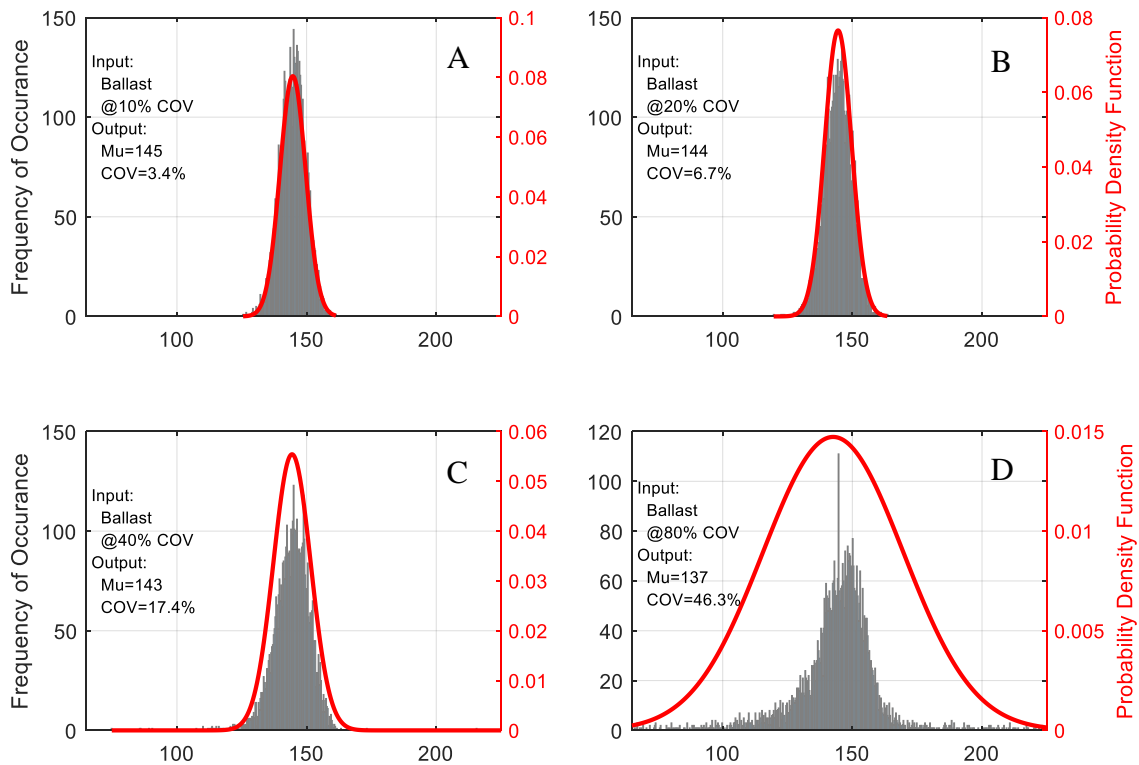 150
0.1
A
Input:
Ballast
@10% COV
Output:
Mu=145
COV=3.4%
Frequency of Occurance
100
50
0
0.08
0.06
0.04
0.02
0
100
150
200
150
0.08
B
Input:
Ballast
@20% COV
Output:
Mu=144
COV=6.7%
100
50
0
0.06
0.04
0.02
0
Probability Density Function
100
150
200
150
0.06
C
Input:
Ballast
@40% COV
Output:
Mu=143
COV=17.4%
Frequency of Occurance
100
50
0
0.05
0.04
0.03
0.02
0.01
0
100
150
200
120
0.015
D
Input:
Ballast
@80% COV
Output:
Mu=137
COV=46.3%
100
80
60
40
20
0
0.01
0.005
0
Probability Density Function
100
150
200